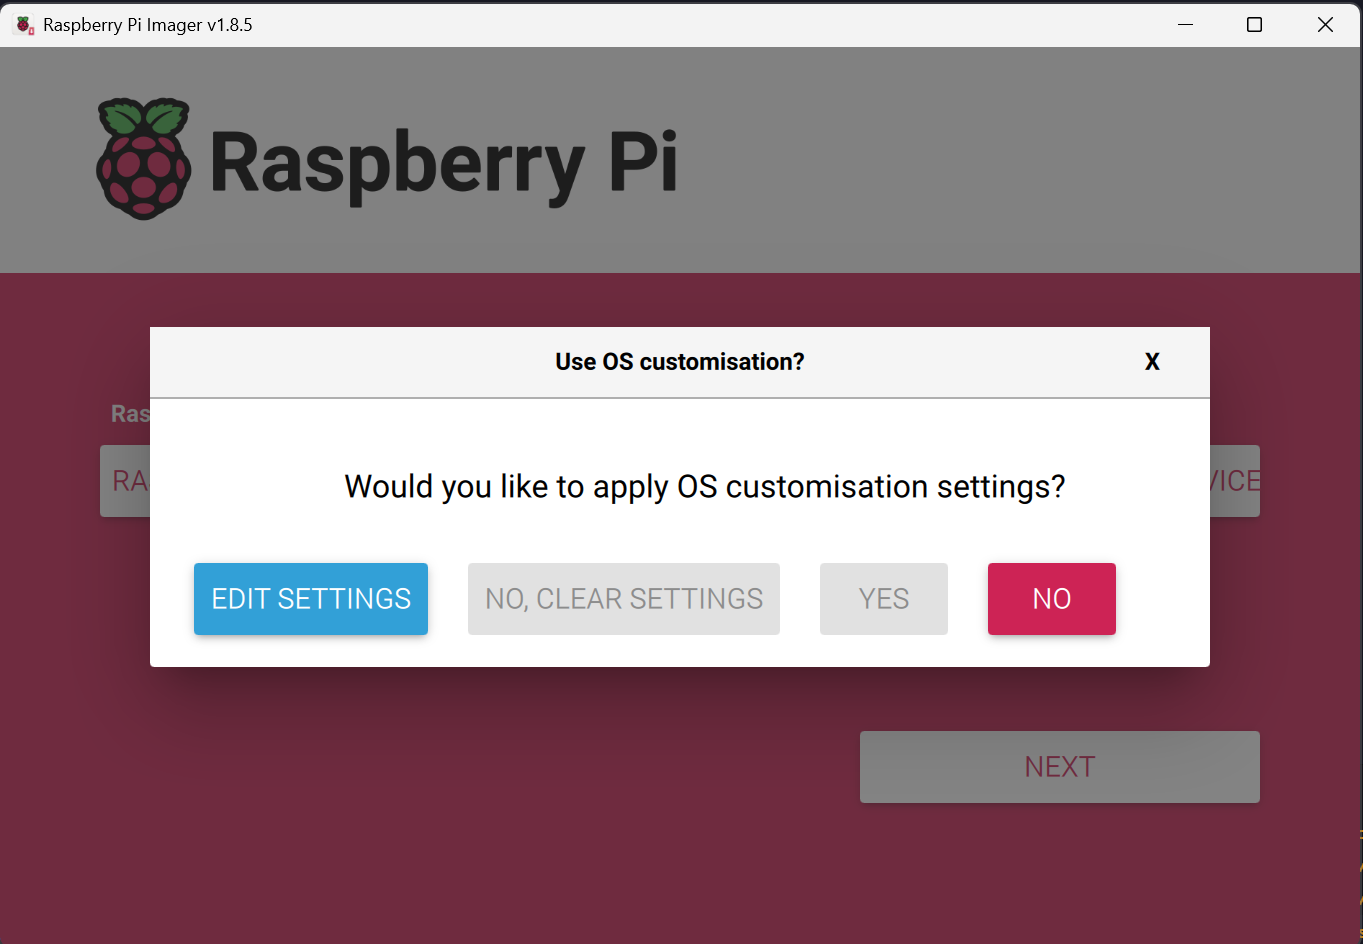 Raspberry Pi Imager v1.8.5
Raspberry Pi
Use OS customisation? X
Would you like to apply OS customisation settings?
EDIT SETTINGS NO, CLEAR SETTINGS YES NO
NEXT